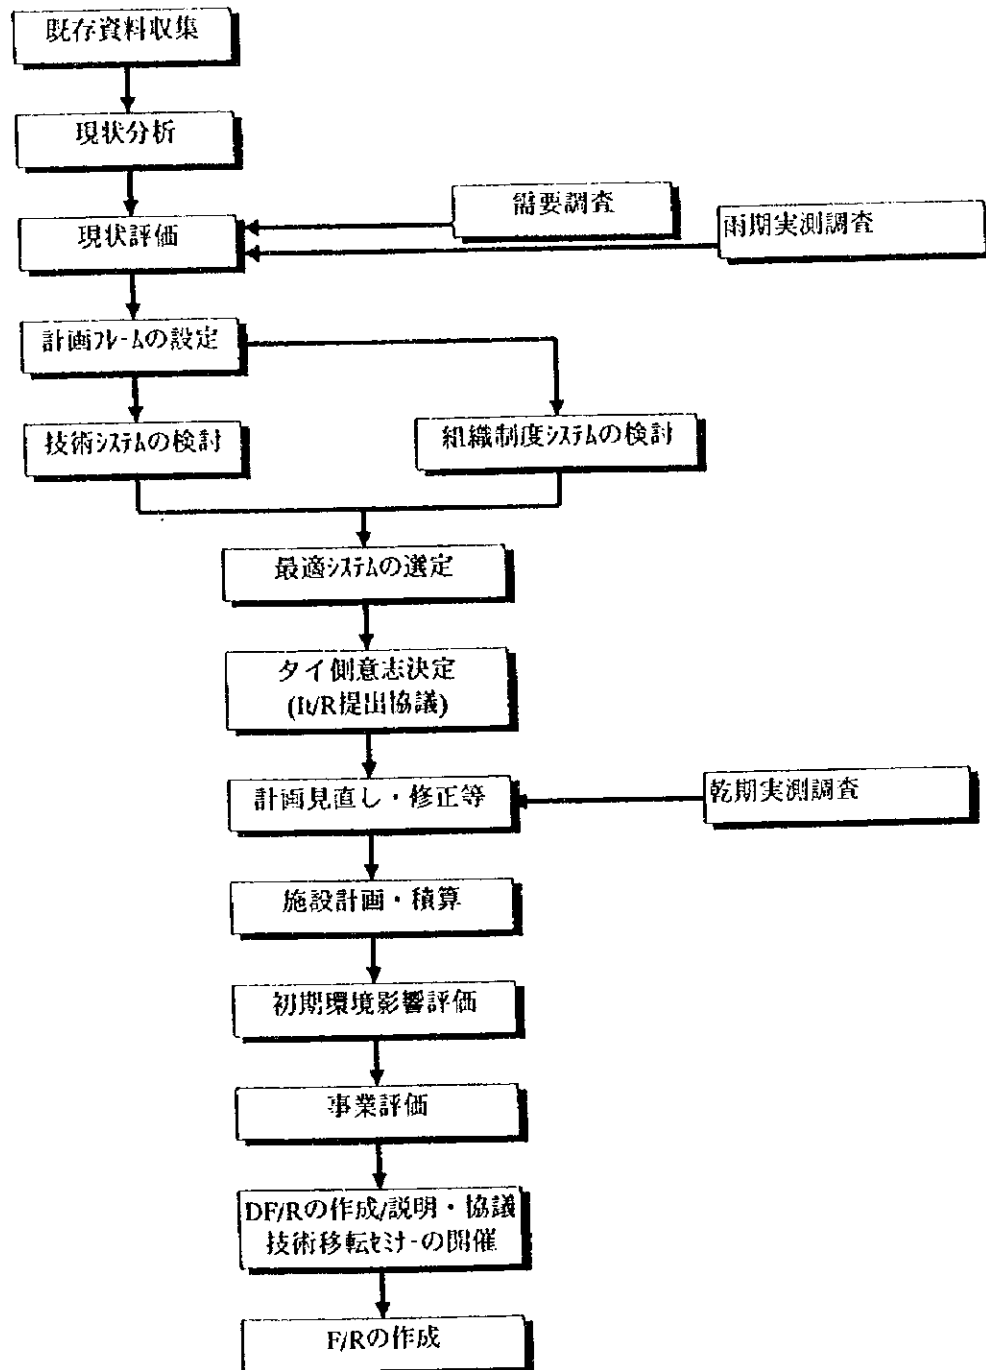 既存資料収集
現状分析
需要調査
雨期実測調査
現状評価
計画ﾌﾚｰﾑの設定
技術ｼｽﾃﾑの検討
組織制度ｼｽﾃﾑの検討
最適ｼｽﾃﾑの選定
タイ側意志決定
(It/R提出協議)
計画見直し・修正等
乾期実測調査
施設計画・積算
初期環境影響評価
事業評価
DF/Rの作成/説明・協議
技術移転ｾﾐﾅｰの開催
F/Rの作成